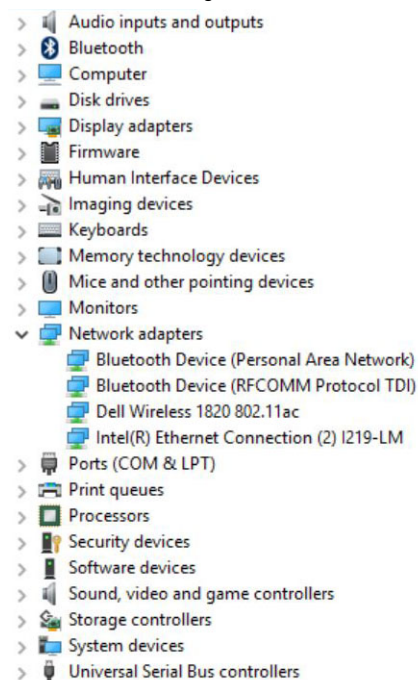 Audio inputs and outputs
Bluetooth
Computer
Disk drives
Display adapters
Firmware
Human Interface Devices
Imaging devices
Keyboards
Memory technology devices
Mice and other pointing devices
Monitors
Network adapters
Bluetooth Device (Personal Area Network)
Bluetooth Device (RFCOMM Protocol TDI)
Dell Wireless 1820 802.11ac
Intel(R) Ethernet Connection (2) I219-LM
Ports (COM & LPT)
Print queues
Processors
Security devices
Software devices
Sound, video and game controllers
Storage controllers
System devices
Universal Serial Bus controllers